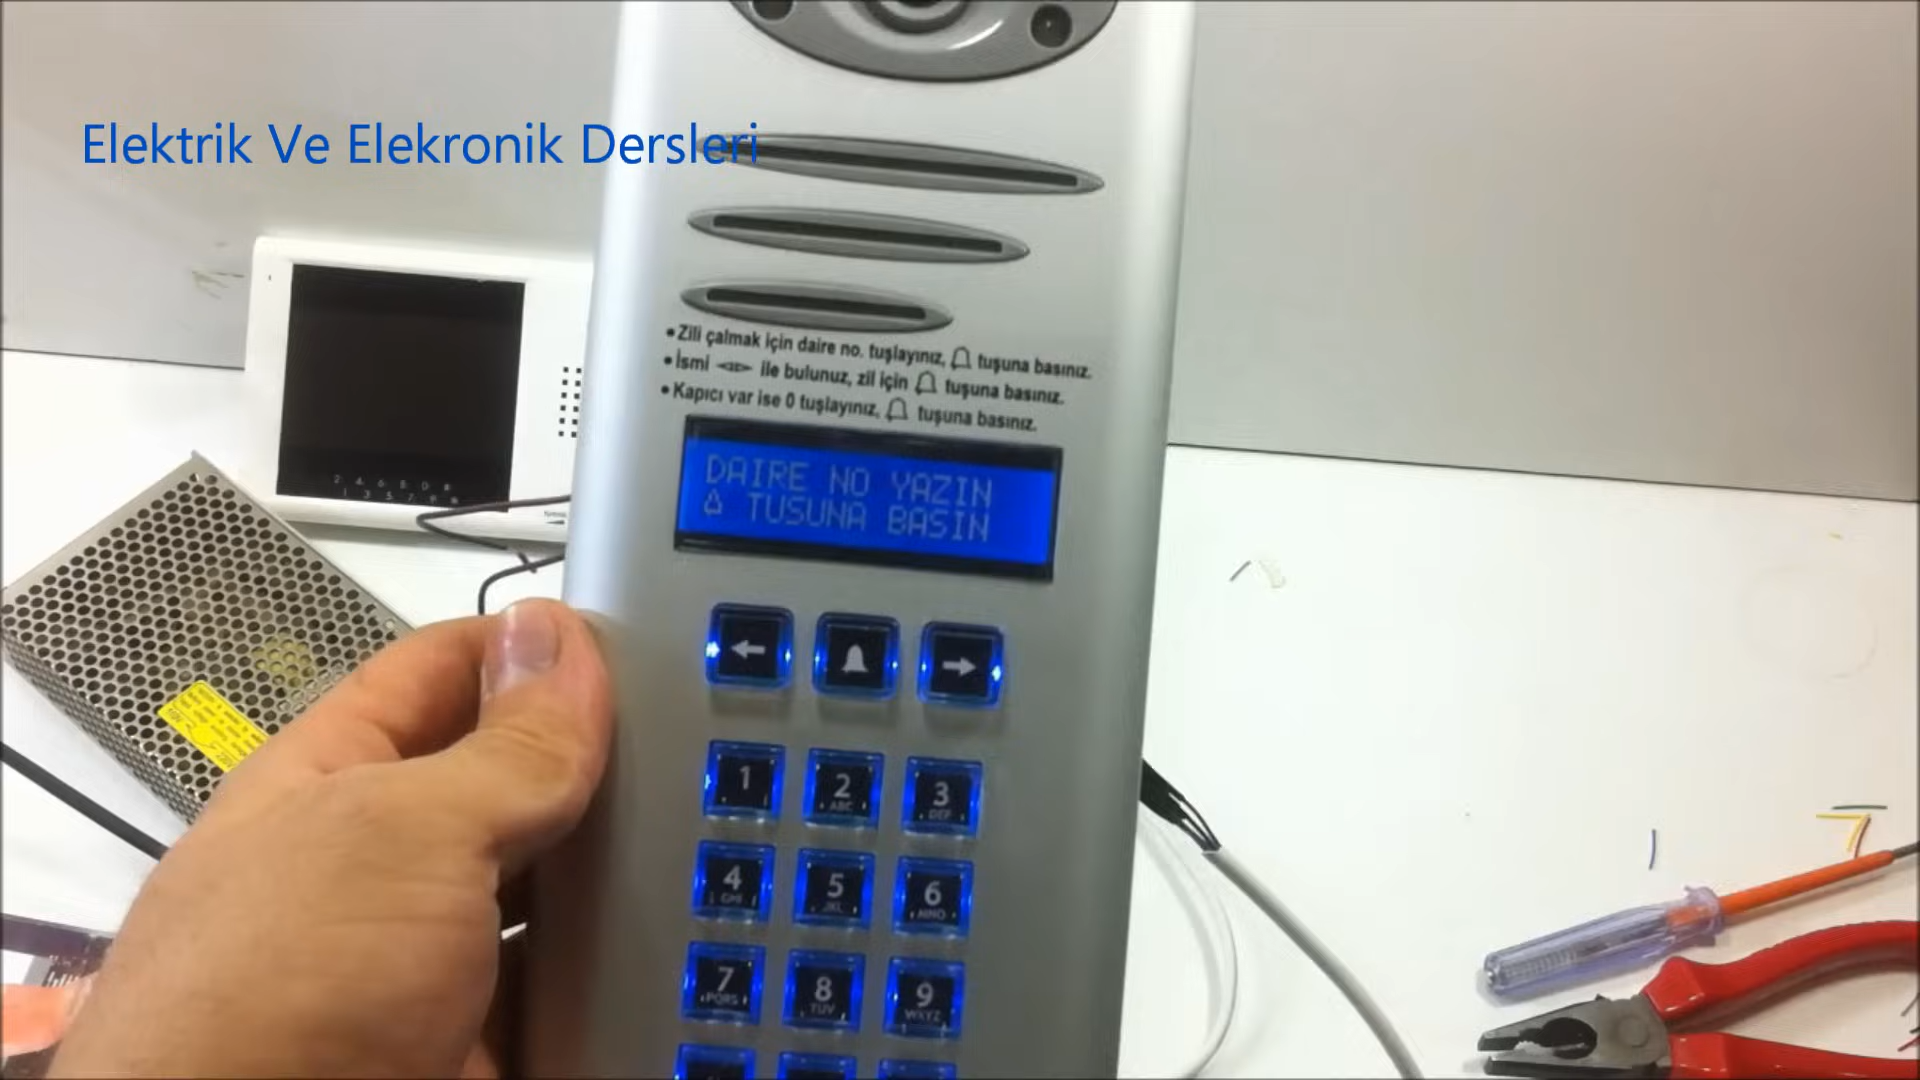 Elektrik Ve Elekronik Dersleri
•Zili çalmak için daire no. tuşlayınız, tuşuna basınız.
•İsmi ile bulunuz, zil için tuşuna basınız.
•Kapıcı var ise 0 tuşlayınız, tuşuna basınız.
DAIRE NO YAZIN
TUSUNA BASIN
1 2 3
ABC DEF
4 5 6
GHI JKL MNO
7 8 9
PQRS TUV WXYZ